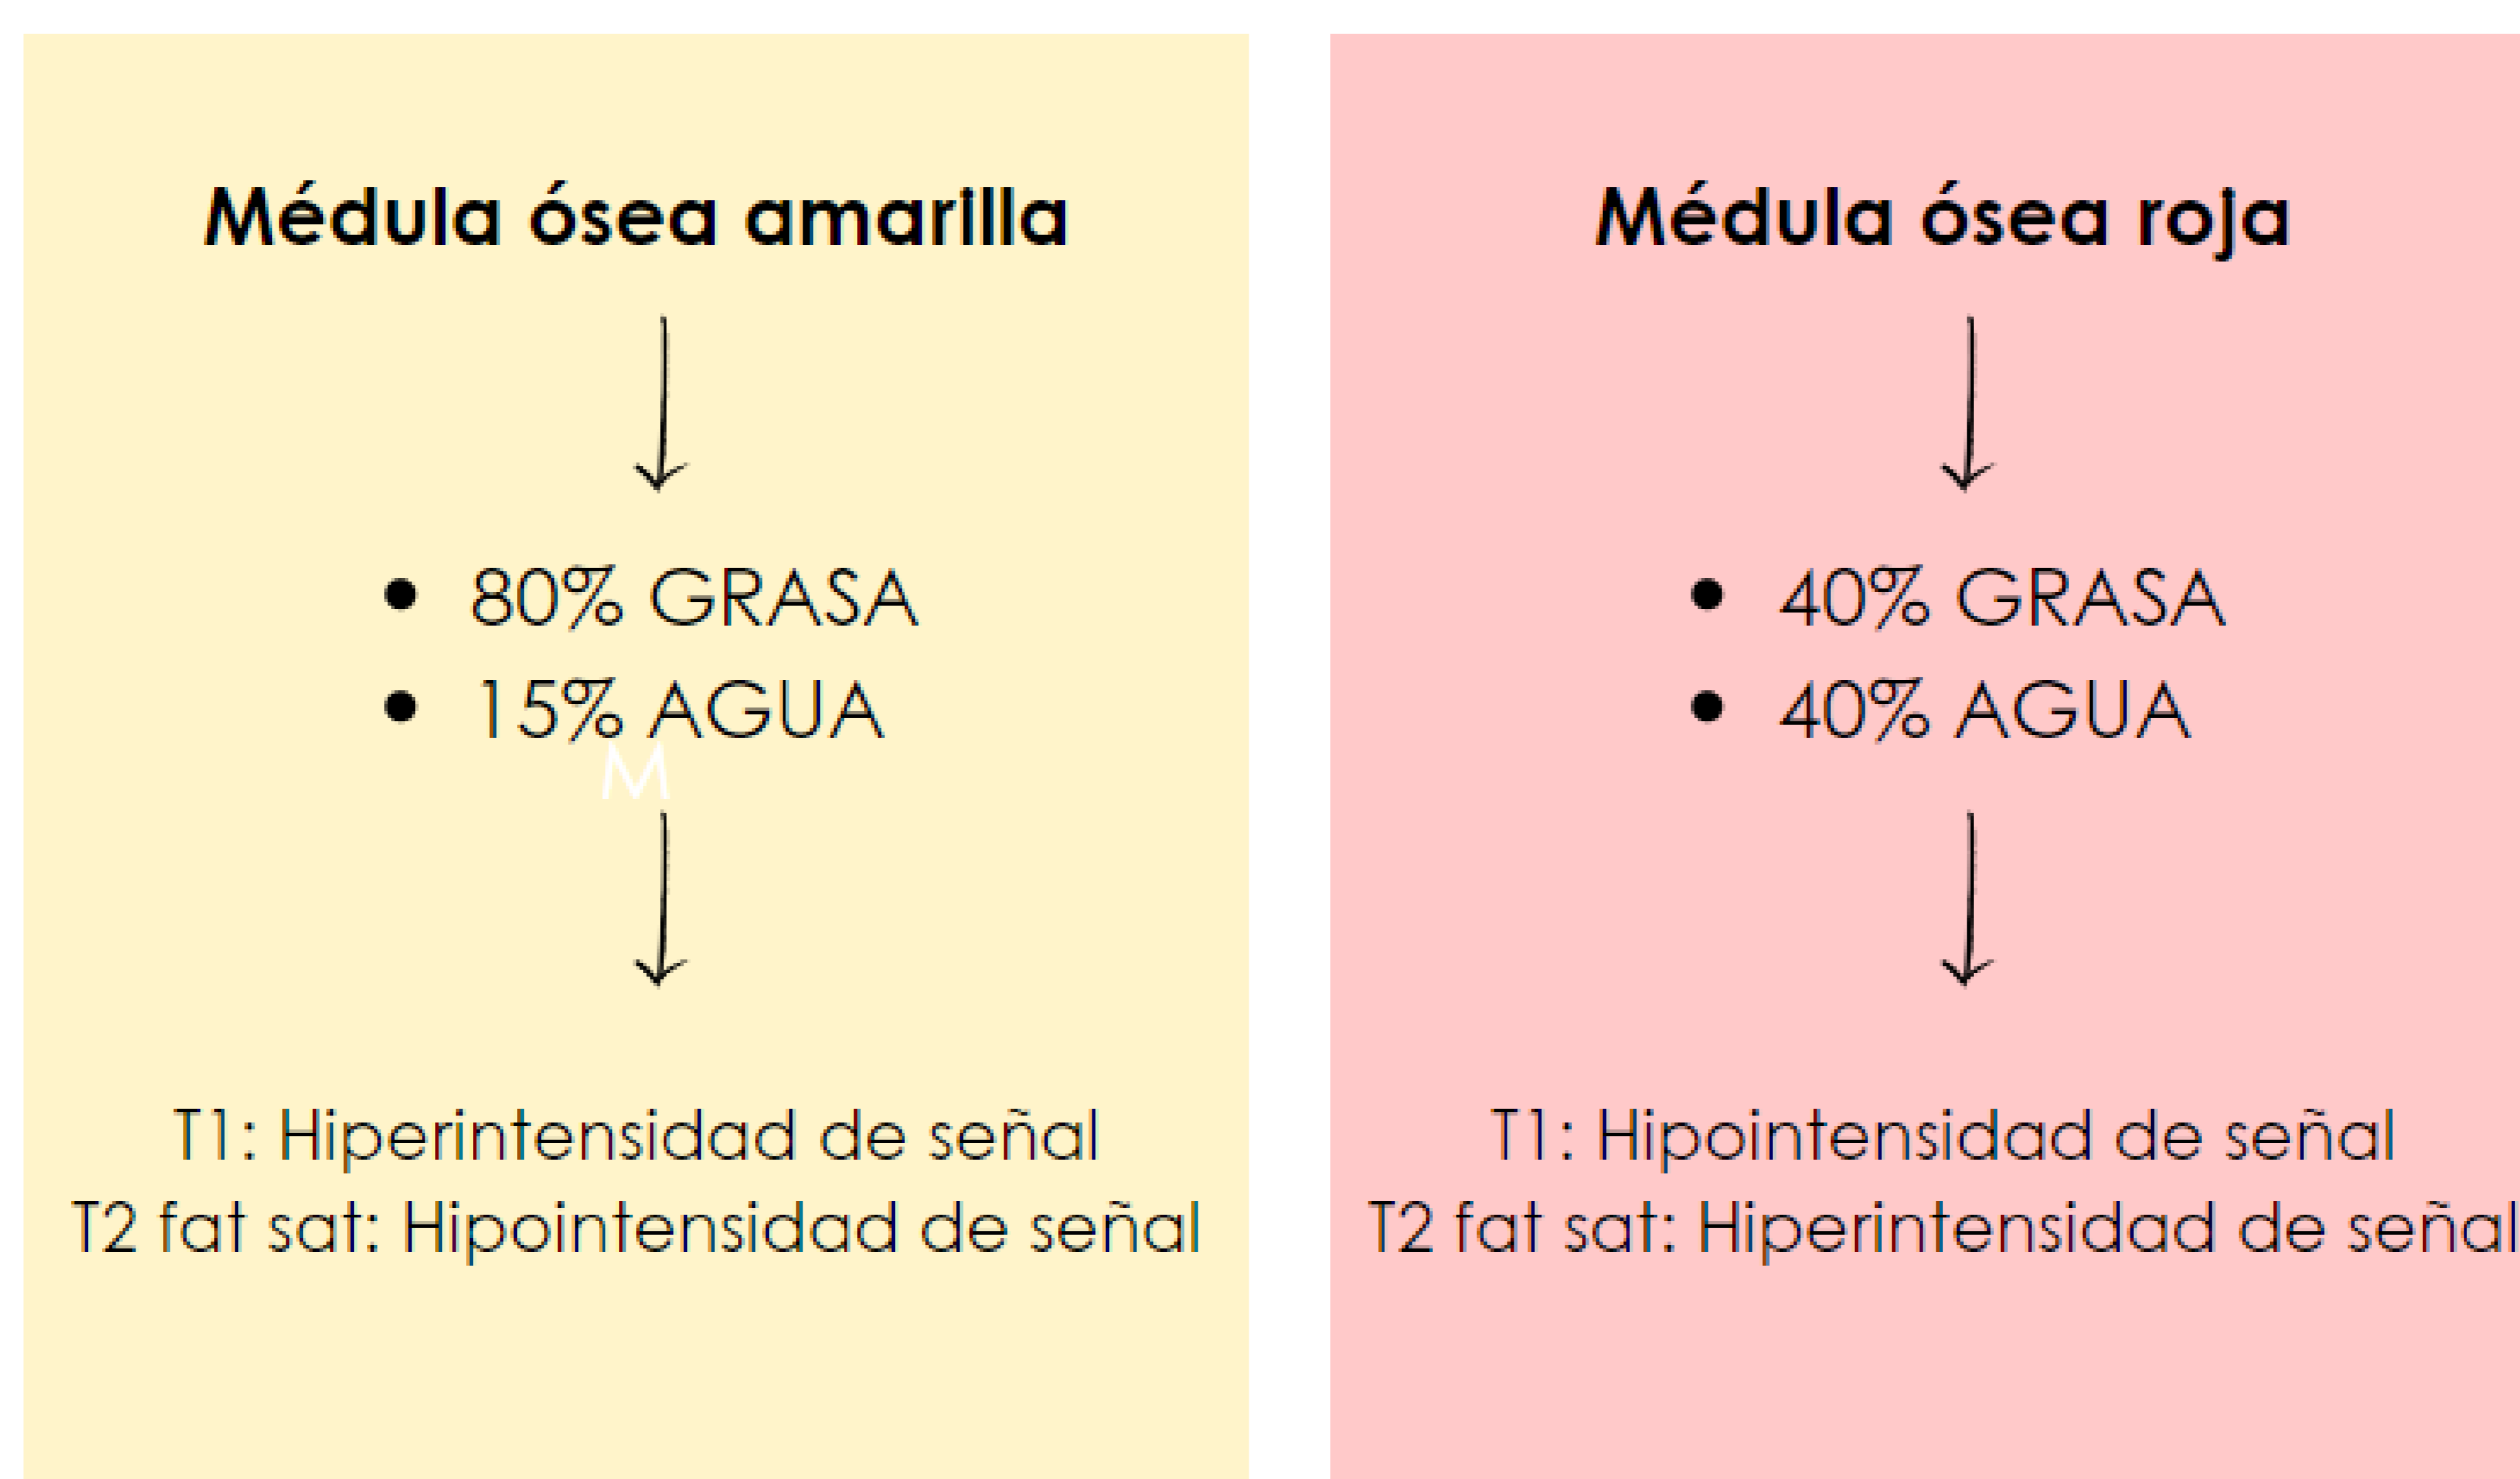 Médula ósea amarilla
• 80% GRASA
• 15% AGUA
M
T1: Hiperintensidad de señal
T2 fat sat: Hipointensidad de señal
Médula ósea roja
• 40% GRASA
• 40% AGUA
T1: Hipointensidad de señal
T2 fat sat: Hiperintensidad de señal